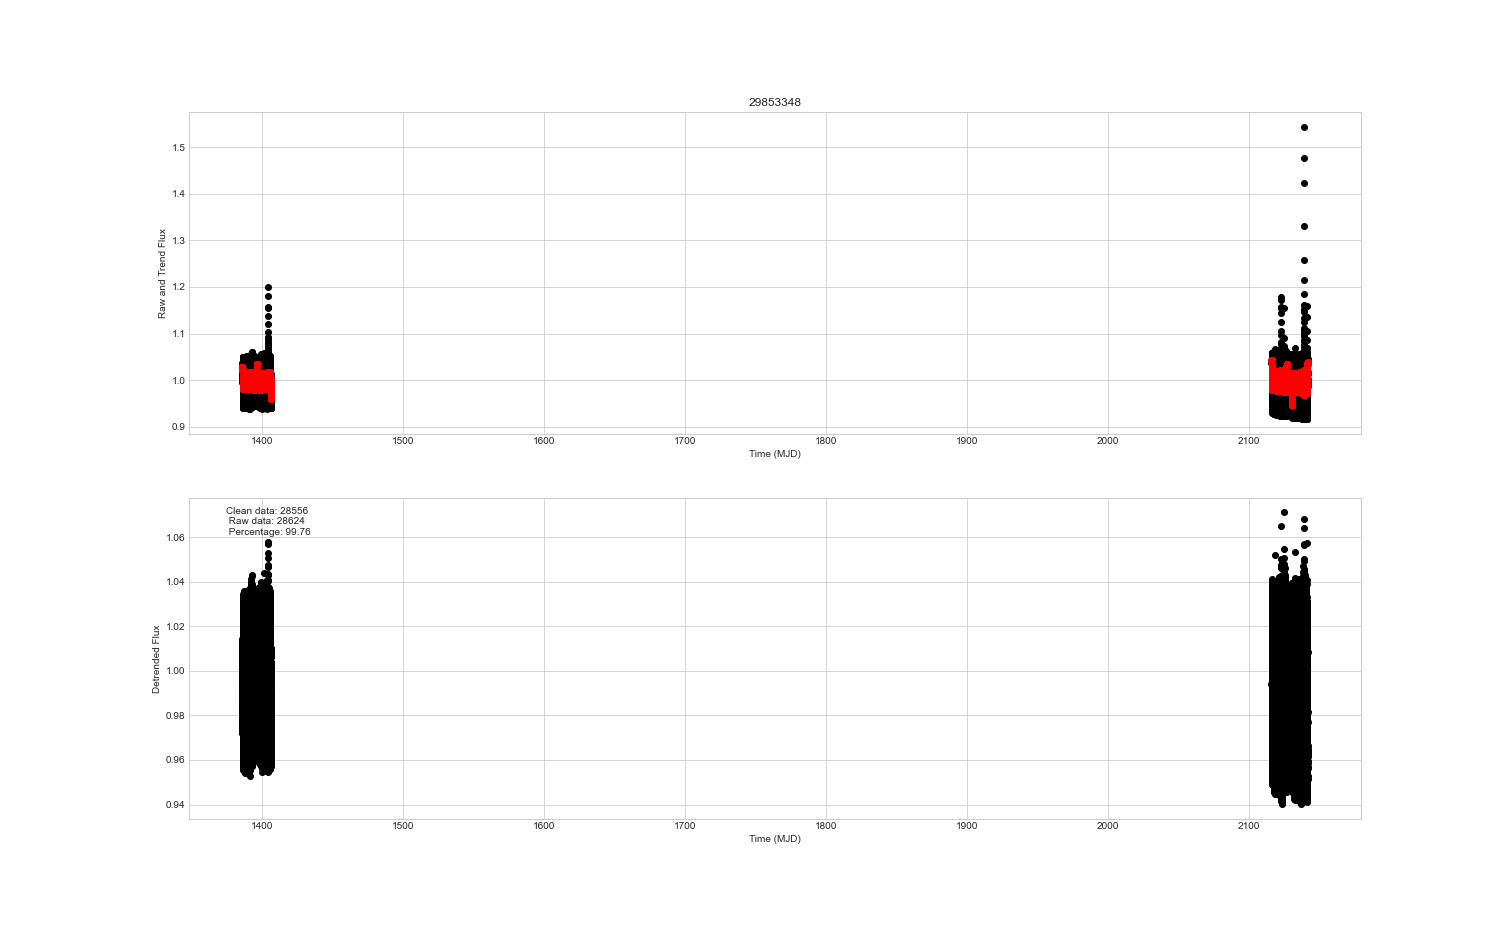 29853348
1.5
1.4
1.3
1.2
1.1
1.0
0.9
Raw and Trend Flux
1400 1500 1600 1700 1800 1900 2000 2100
Time (MJD)
Clean data: 28556
Raw data: 28624
Percentage: 99.76
1.06
1.04
1.02
1.00
0.98
0.96
0.94
Detrended Flux
1400 1500 1600 1700 1800 1900 2000 2100
Time (MJD)